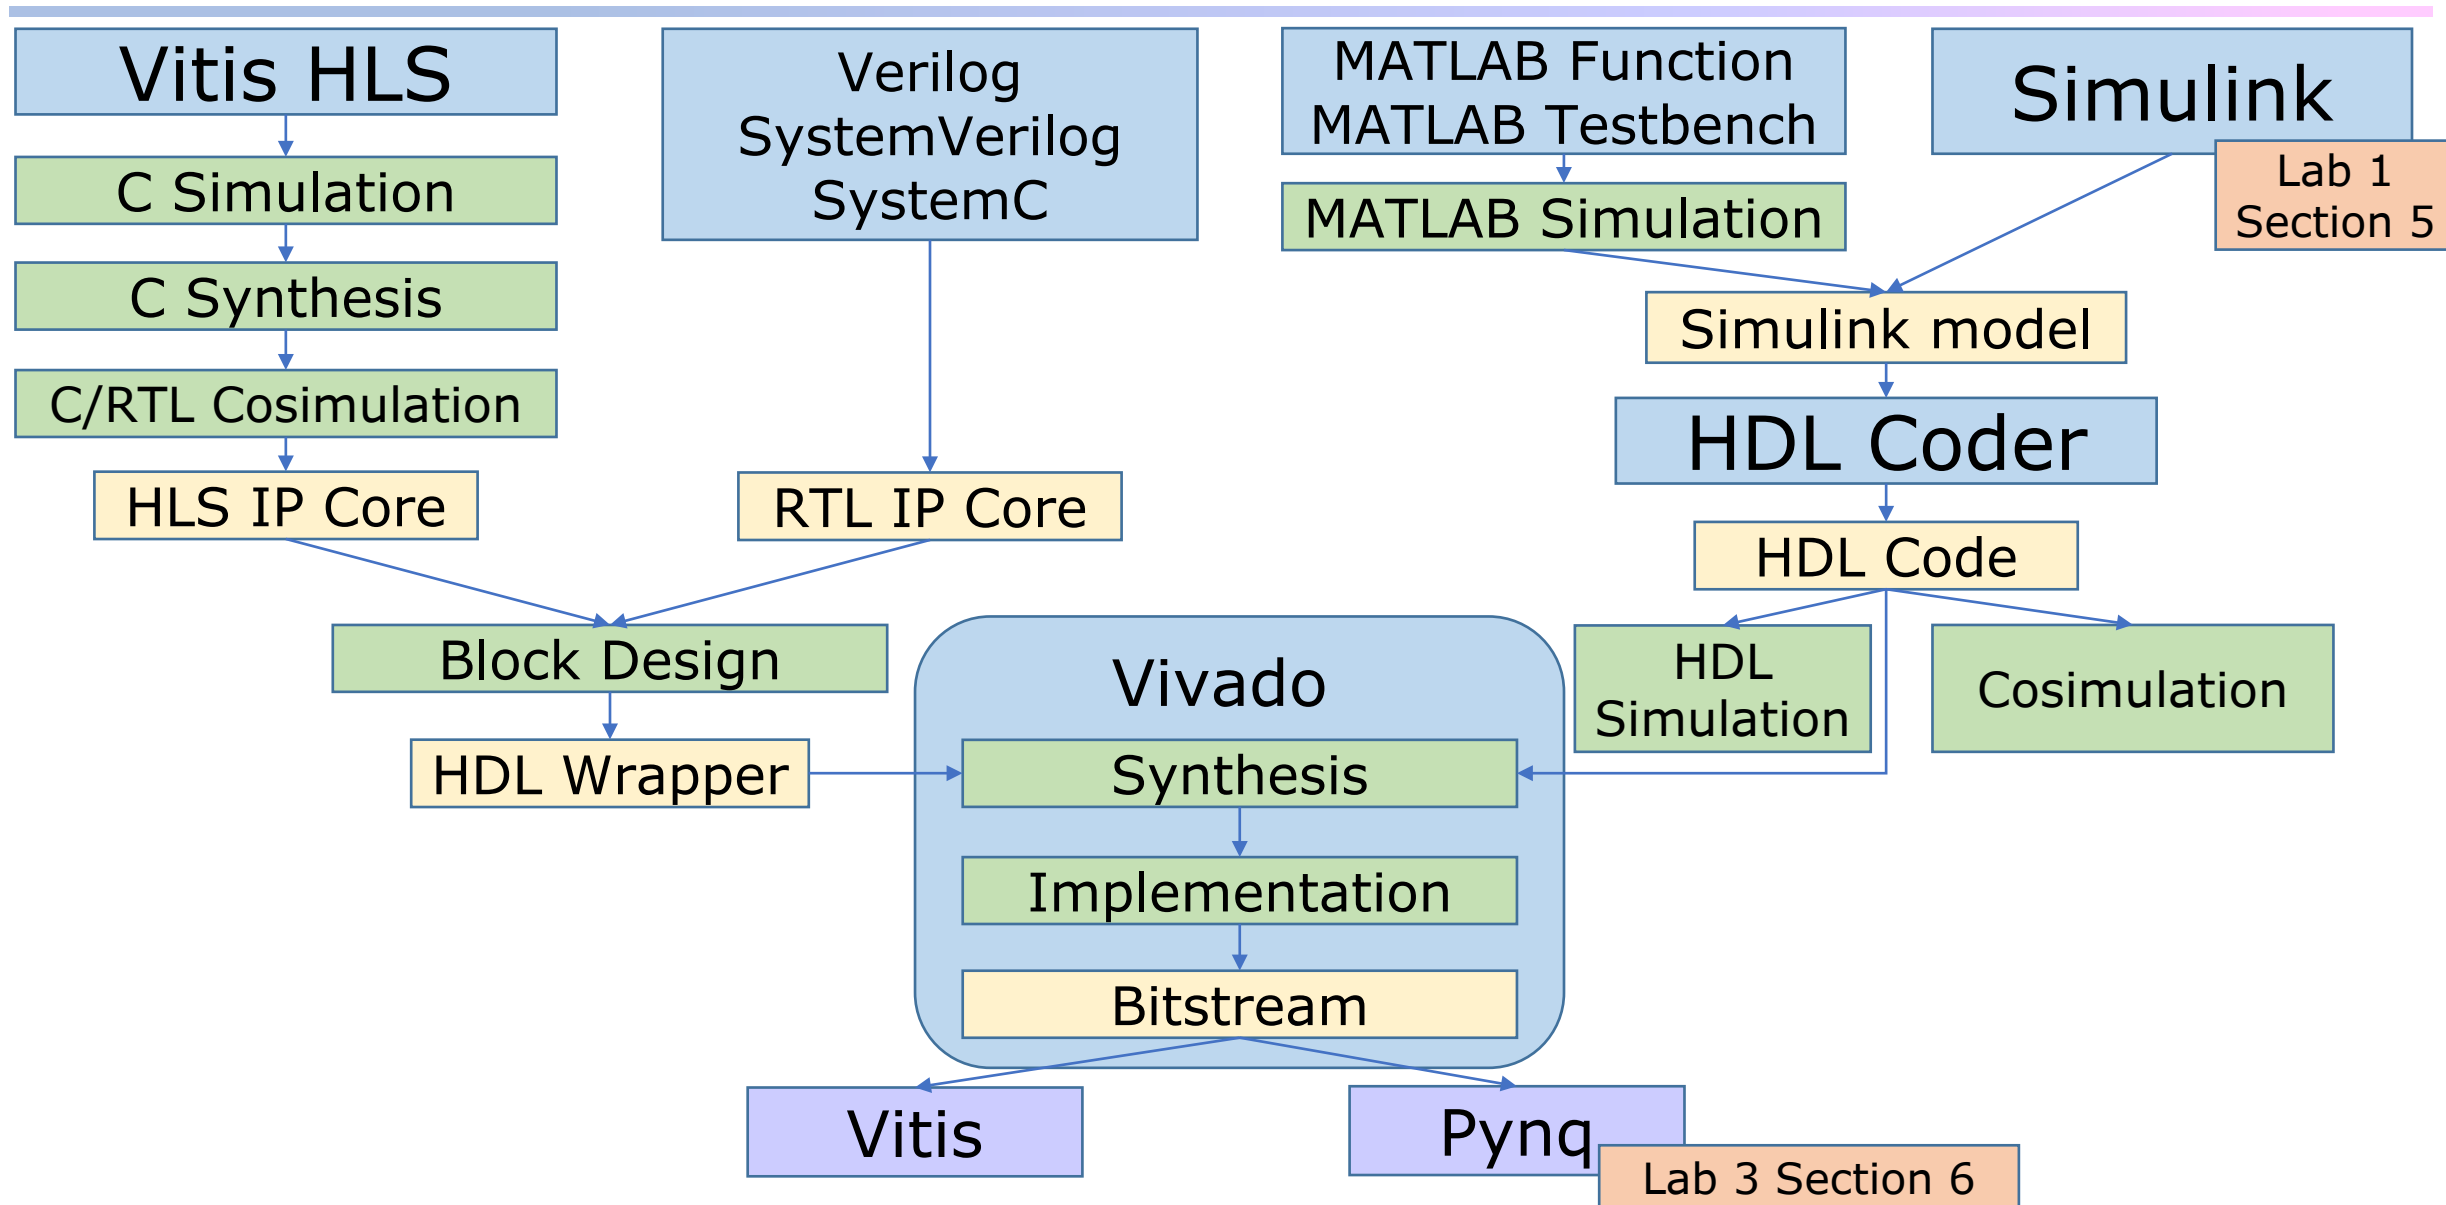 Vitis HLS
C Simulation
C Synthesis
C/RTL Cosimulation
HLS IP Core
Verilog
SystemVerilog
SystemC
RTL IP Core
Block Design
HDL Wrapper
MATLAB Function
MATLAB Testbench
MATLAB Simulation
Simulink
Lab 1
Section 5
Simulink model
HDL Coder
HDL Code
HDL
Simulation
Cosimulation
Vivado
Synthesis
Implementation
Bitstream
Vitis
Pynq
Lab 3 Section 6